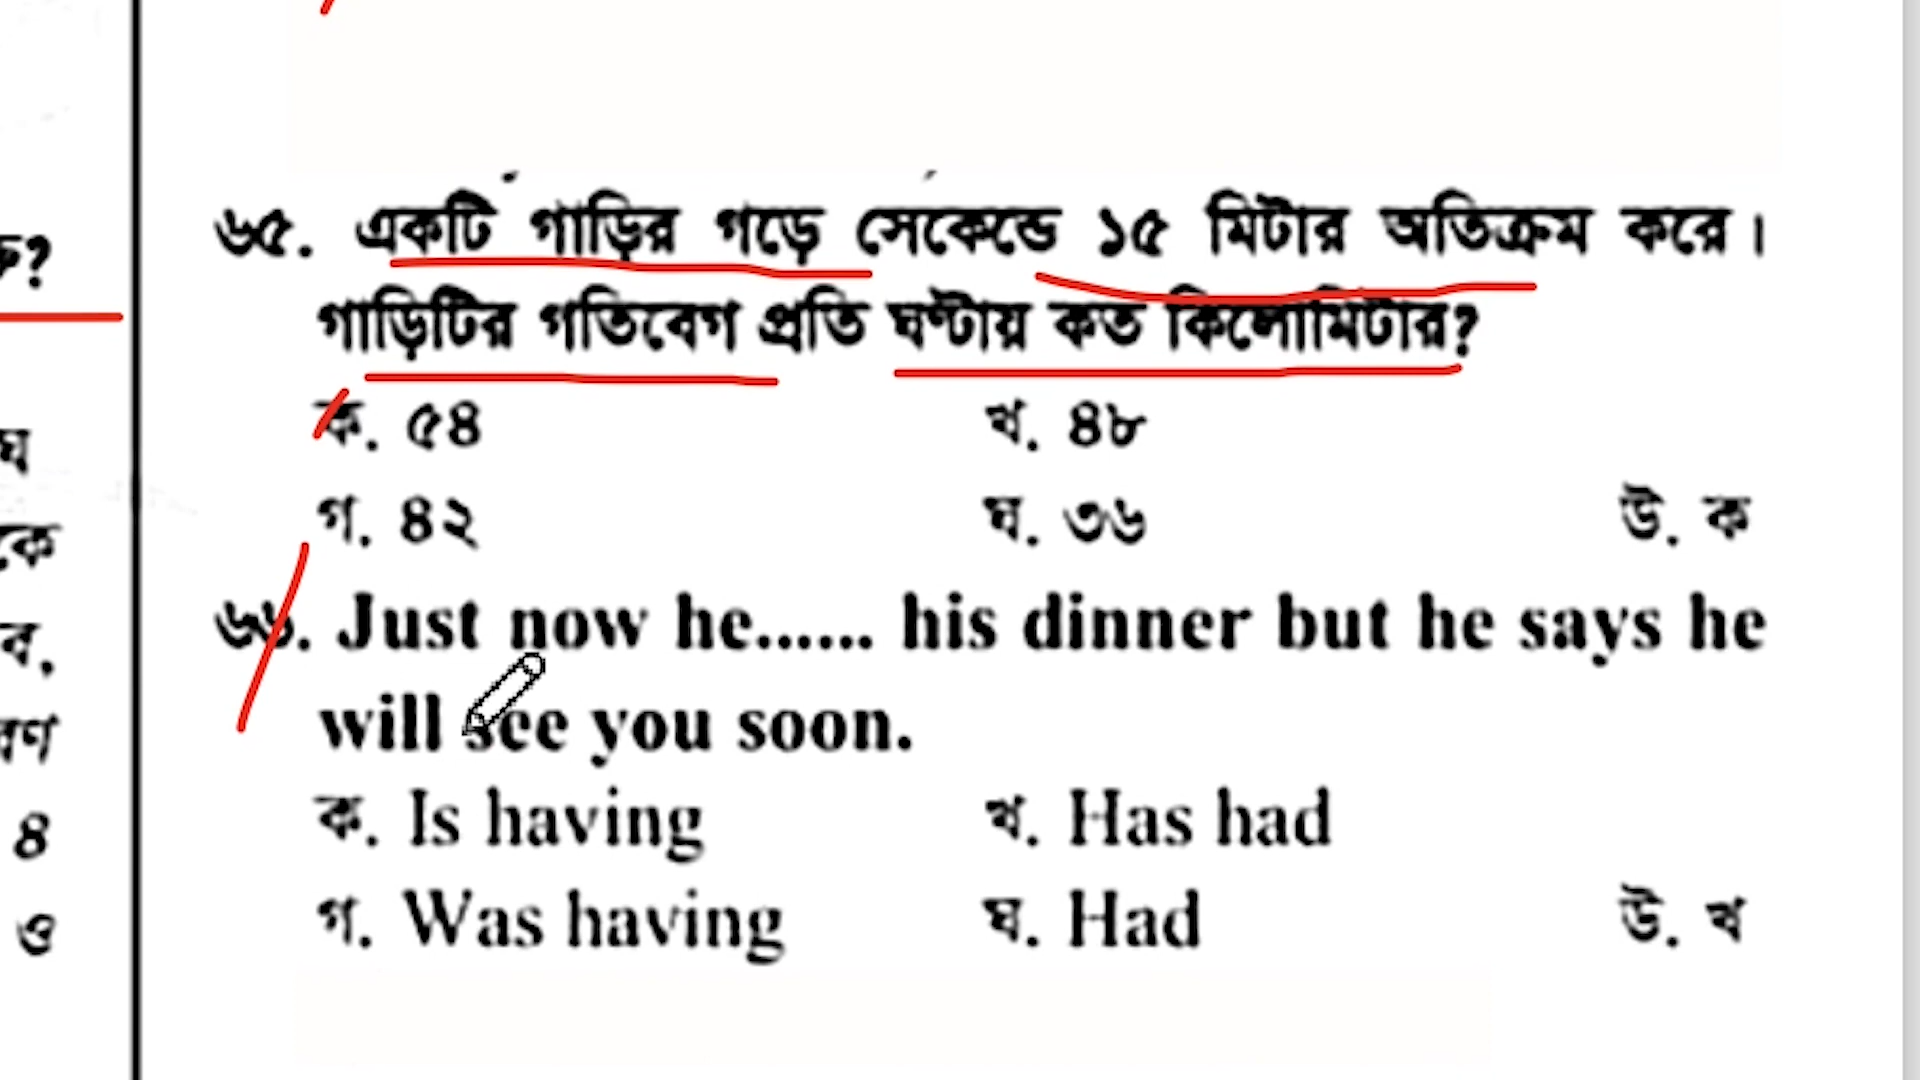 ৬৫. একটি গাড়ির গড়ে সেকেন্ডে ১৫ মিটার অতিক্রম করে।
গাড়িটির গতিবেগ প্রতি ঘণ্টায় কত কিলোমিটার?
ক. ৫৪ খ. ৪৮
গ. ৪২ ঘ. ৩৬ উ. ক
৬৬. Just now he...... his dinner but he says he
will see you soon.
ক. Is having খ. Has had
গ. Was having ঘ. Had উ. খ
?
ঘ
কে
ব.
৪
ও